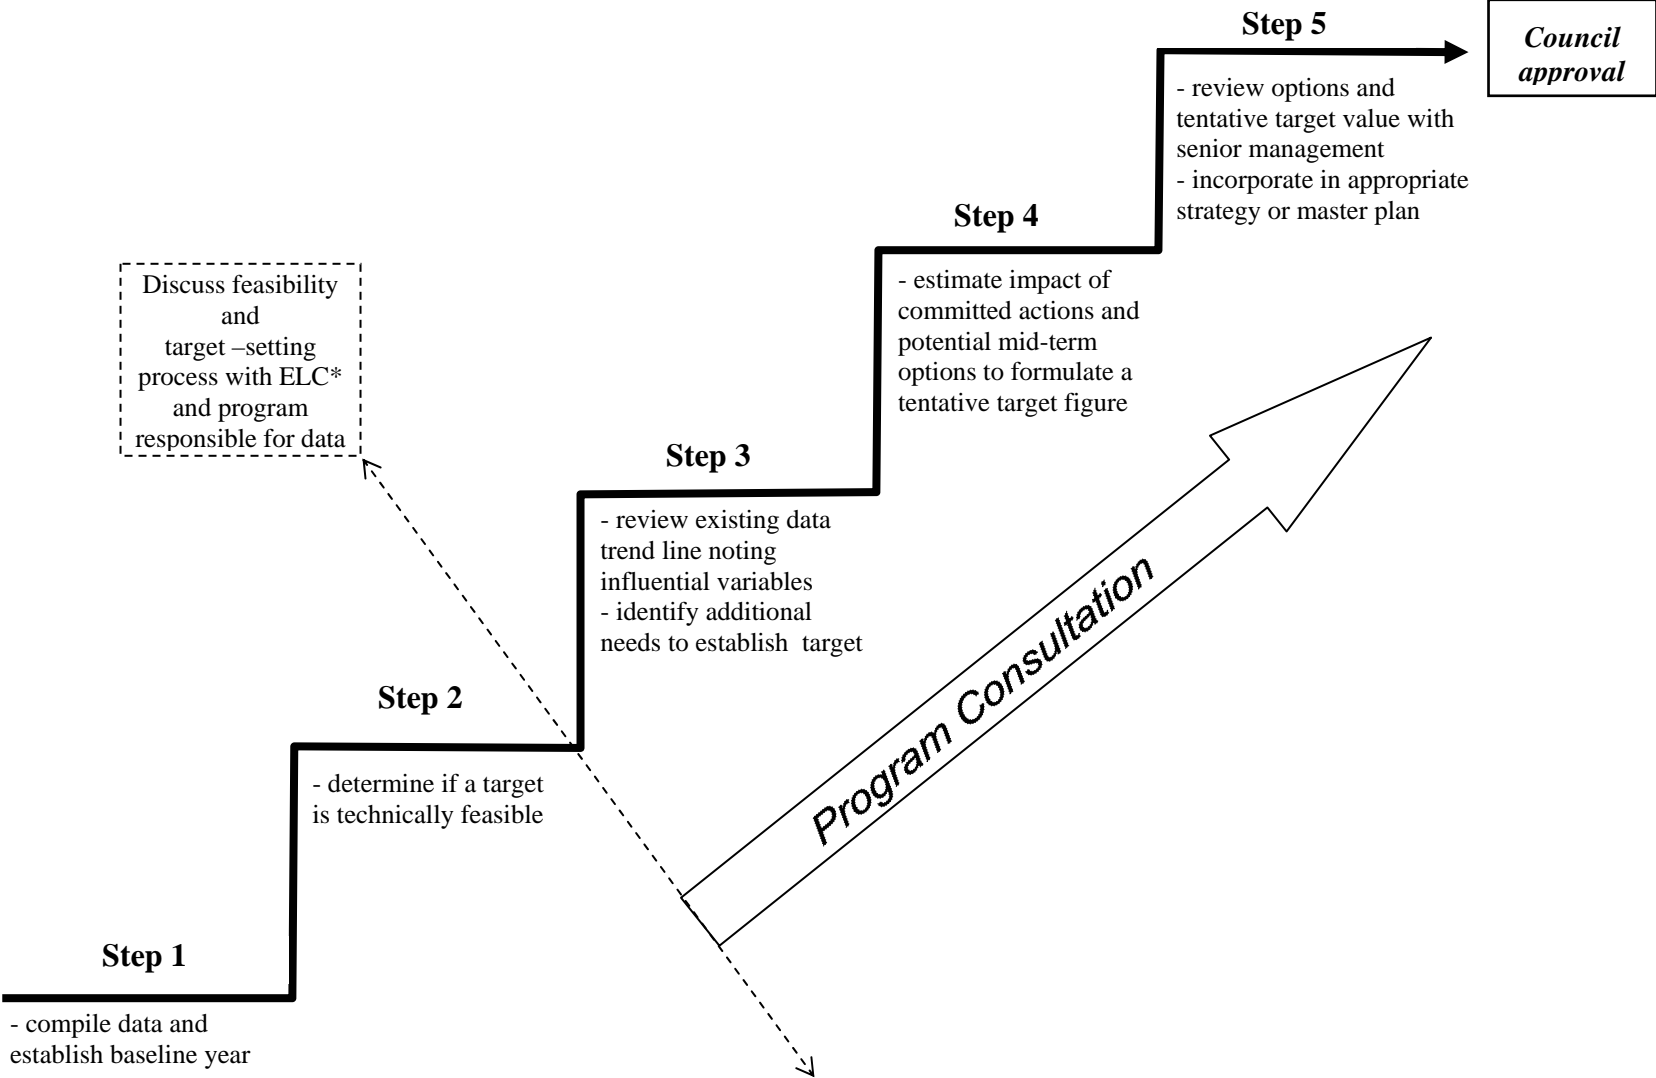 Step 5
Council
approval
- review options and
tentative target value with
senior management
- incorporate in appropriate
strategy or master plan
Step 4
- estimate impact of
committed actions and
potential mid-term
options to formulate a
tentative target figure
Discuss feasibility
and
target –setting
process with ELC*
and program
responsible for data
Step 3
- review existing data
trend line noting
influential variables
- identify additional
needs to establish  target
Program Consultation
Step 2
- determine if a target
is technically feasible
Step 1
- compile data and
establish baseline year